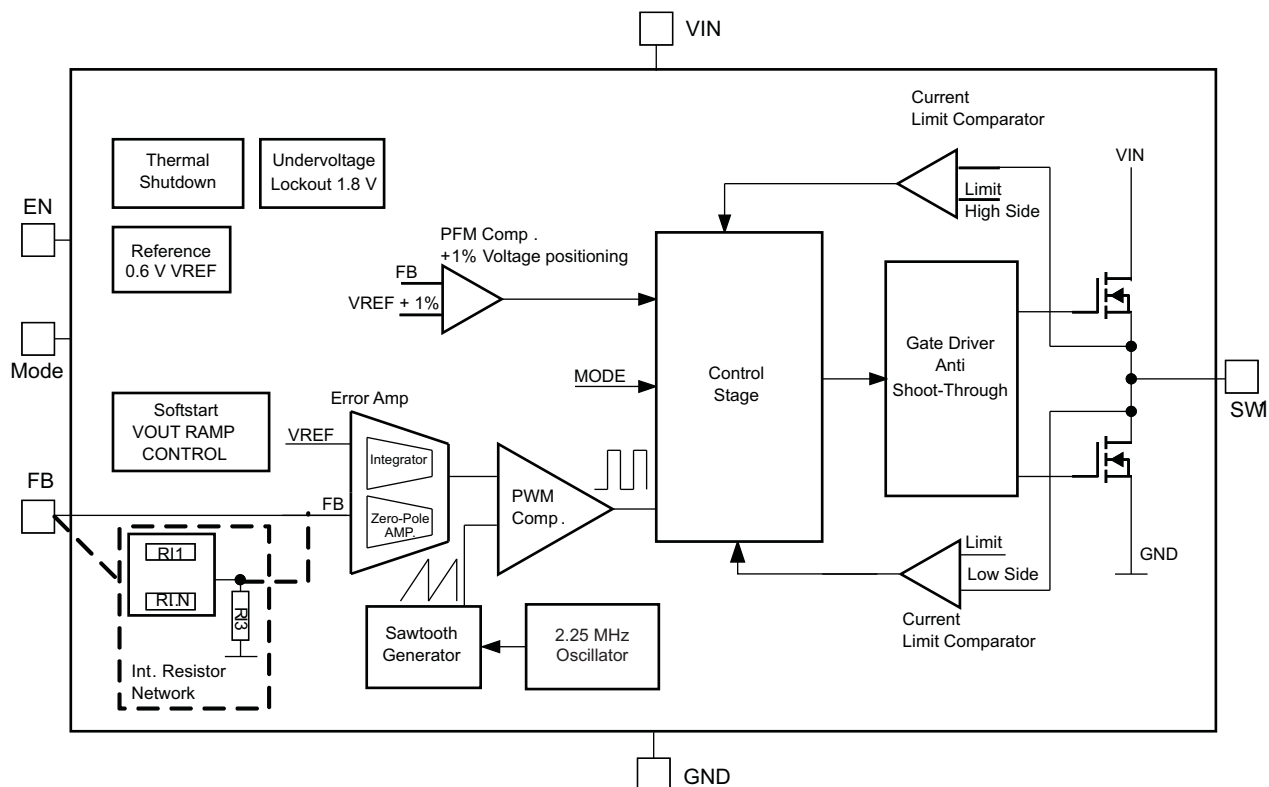 VIN
Current
Limit Comparator
Thermal
Shutdown
Undervoltage
Lockout 1.8 V
VIN
Limit
High Side
EN
Reference
0.6 V VREF
PFM Comp .
+1% Voltage positioning
FB
VREF + 1%
Mode
MODE
Control
Stage
Gate Driver
Anti
Shoot-Through
SW1
Softstart
VOUT RAMP
CONTROL
Error Amp
VREF
Integrator
FB
FB
Zero-Pole
AMP.
PWM
Comp .
RI1
RI..N
RI3
Int. Resistor
Network
Sawtooth
Generator
2.25 MHz
Oscillator
Limit
Low Side
Current
Limit Comparator
GND
GND